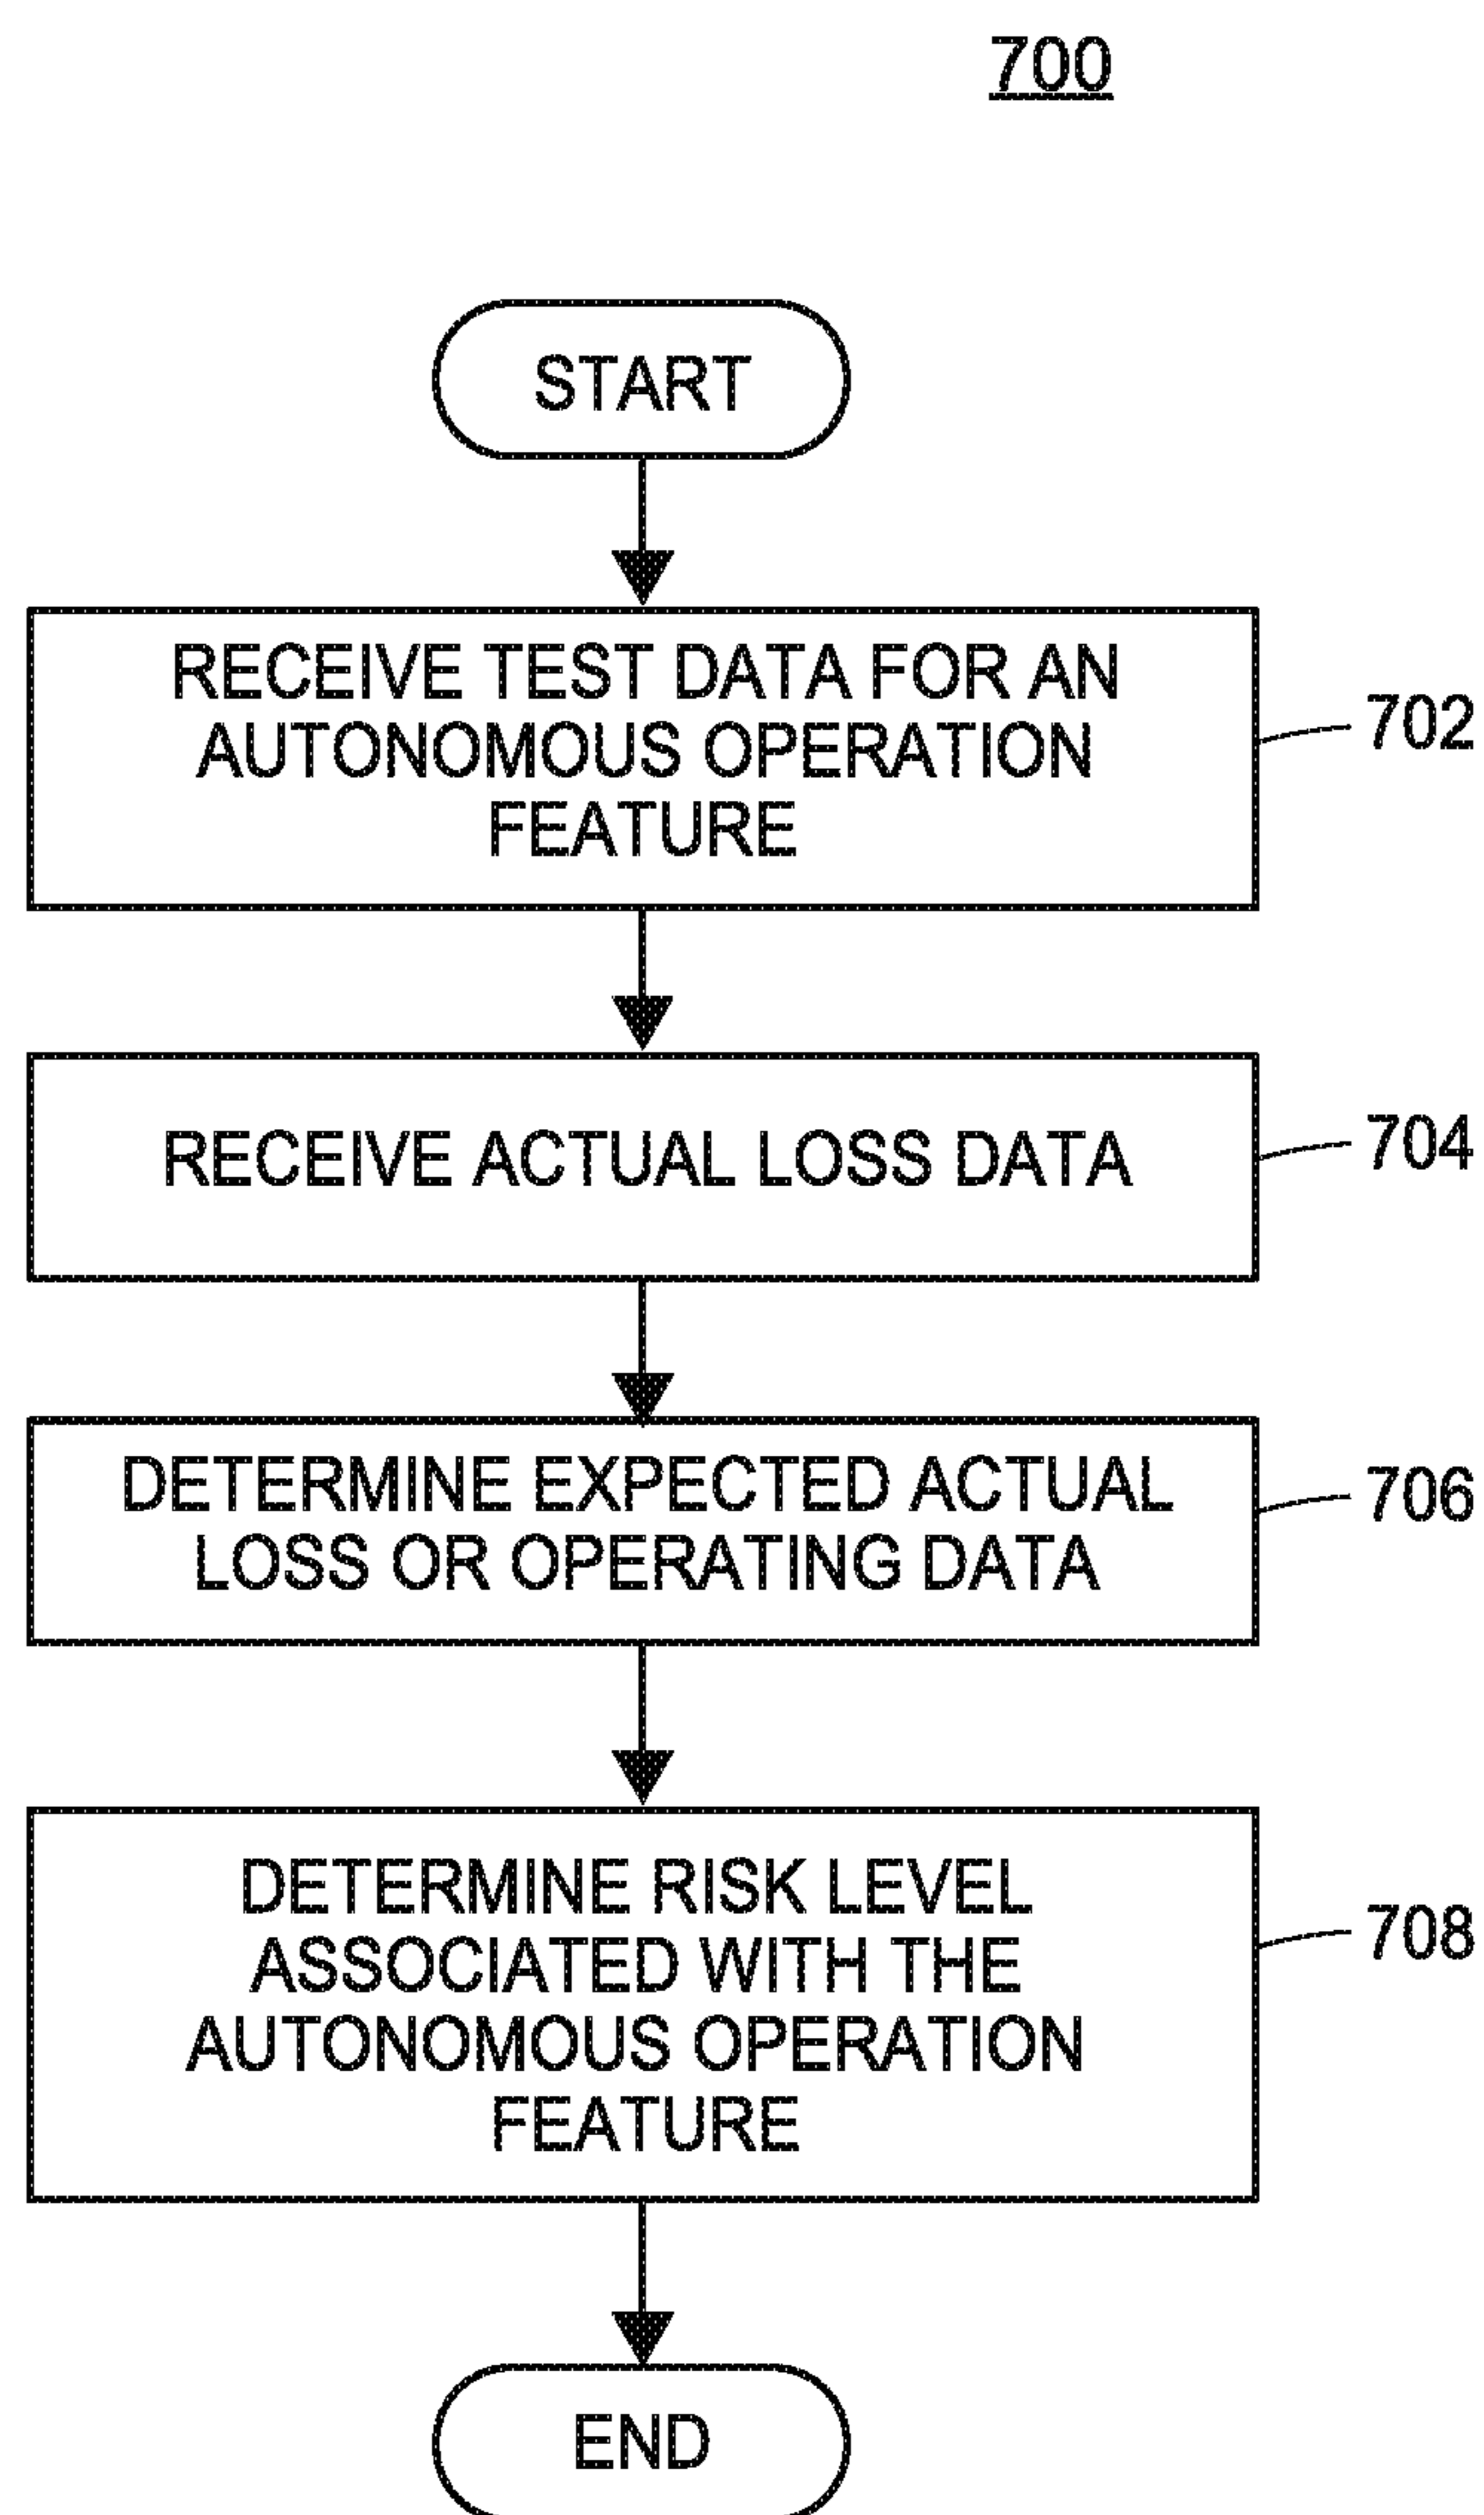 700
START
RECEIVE TEST DATA FOR AN
AUTONOMOUS OPERATION
FEATURE
702
RECEIVE ACTUAL LOSS DATA
704
DETERMINE EXPECTED ACTUAL
LOSS OR OPERATING DATA
706
DETERMINE RISK LEVEL
ASSOCIATED WITH THE
AUTONOMOUS OPERATION
FEATURE
708
END